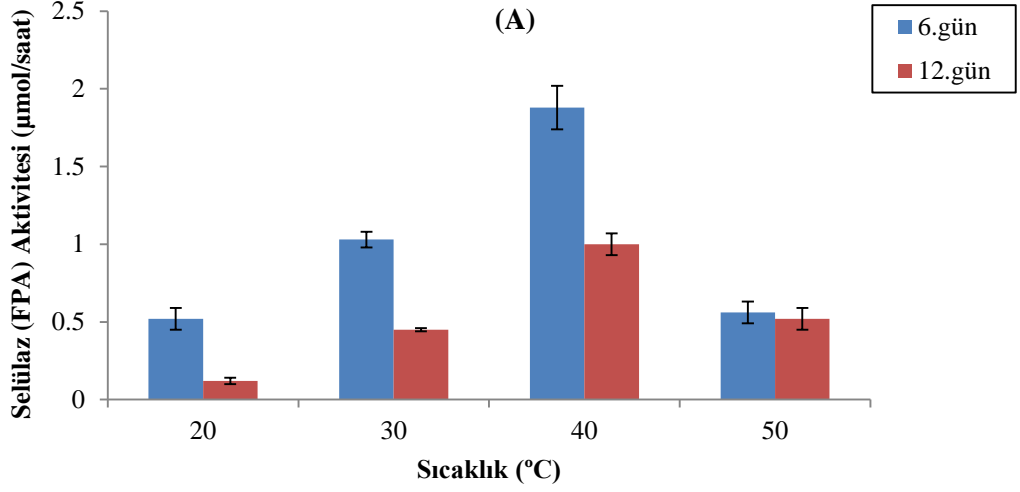 (A)
6.gün
12.gün
Selülaz (FPA) Aktivitesi (µmol/saat)
2.5
2
1.5
1
0.5
0
20 30 40 50
Sıcaklık (ºC)